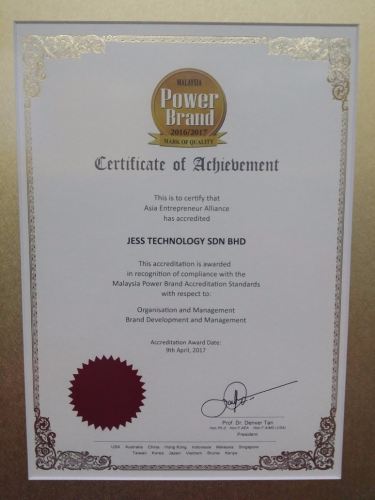 MALAYSIA
Power
Brand
2016/2017
MARK OF QUALITY
Certificate of Achievement
This is to certify that
Asia Entrepreneur Alliance
has accredited
JESS TECHNOLOGY SDN BHD
This accreditation is awarded
in recognition of compliance with the
Malaysia Power Brand Accreditation Standards
with respect to:
Organisation and Management
Brand Development and Management
Accreditation Award Date:
9th April, 2017
Prof. Dr. Denver Tan
President
USA Australia China Hong Kong Indonesia Malaysia Singapore
Taiwan Korea Japan Vietnam Brunei Kenya